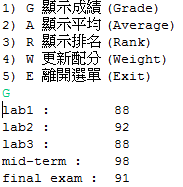 1) G 顯示成績 (Grade)
2) A 顯示平均 (Average)
3) R 顯示排名 (Rank)
4) W 更新配分 (Weight)
5) E 離開選單 (Exit)
G
lab1 : 88
lab2 : 92
lab3 : 88
mid-term : 98
final exam : 91